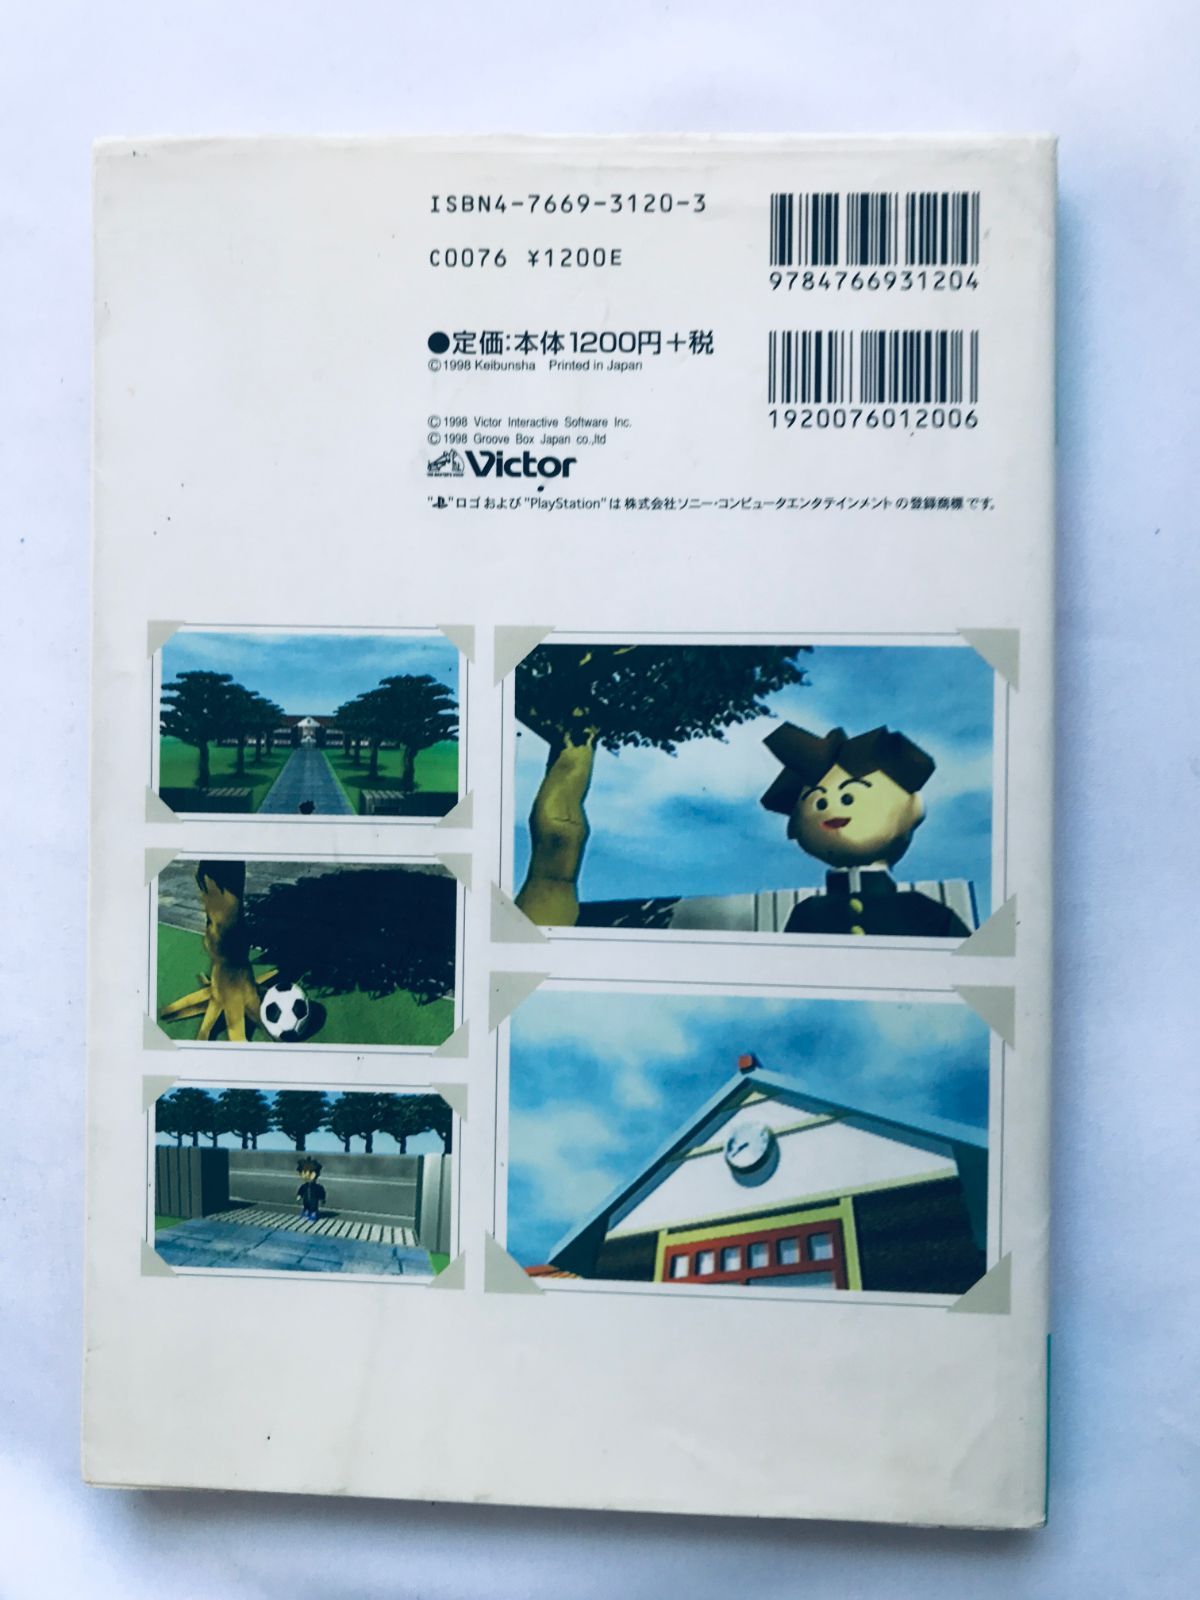 ISBN4-7669-3120-3
C0076 ¥1200E
9784766931204
●定価:本体1200円+税
©1998 Keibunsha Printed in Japan
1920076012006
©1998 Victor Interactive Software Inc.
©1998 Groove Box Japan co.,ltd
Victor
" "ロゴおよび"PlayStation"は株式会社ソニー・コンピュータエンタテインメントの登録商標です。